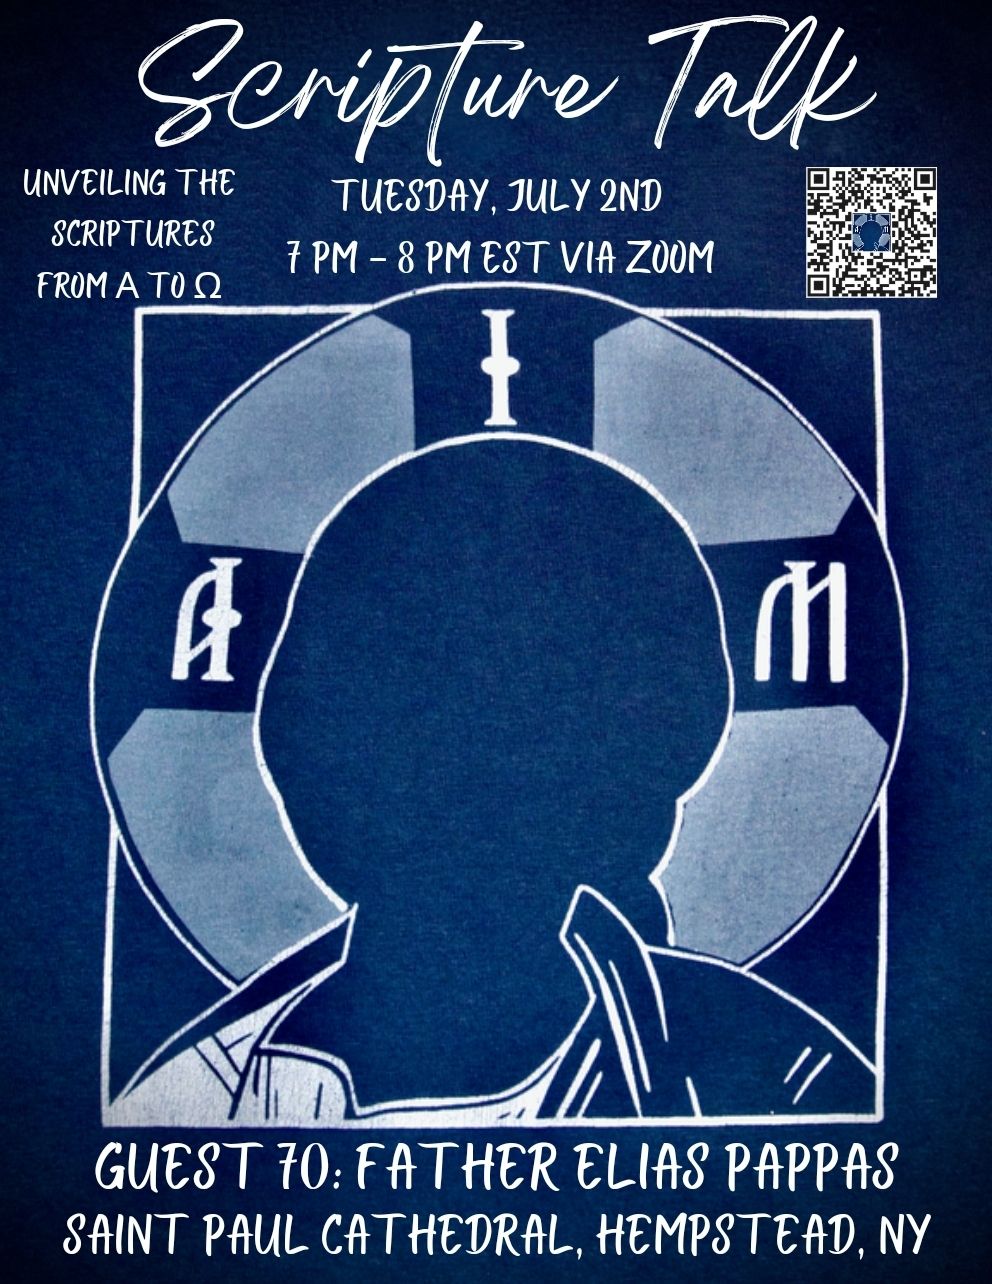 Scripture Talk
UNVEILING THE
SCRIPTURES
FROM A TO Ω
TUESDAY, JULY 2ND
7 PM – 8 PM EST VIA ZOOM
I
A
M
GUEST 70: FATHER ELIAS PAPPAS
SAINT PAUL CATHEDRAL, HEMPSTEAD, NY